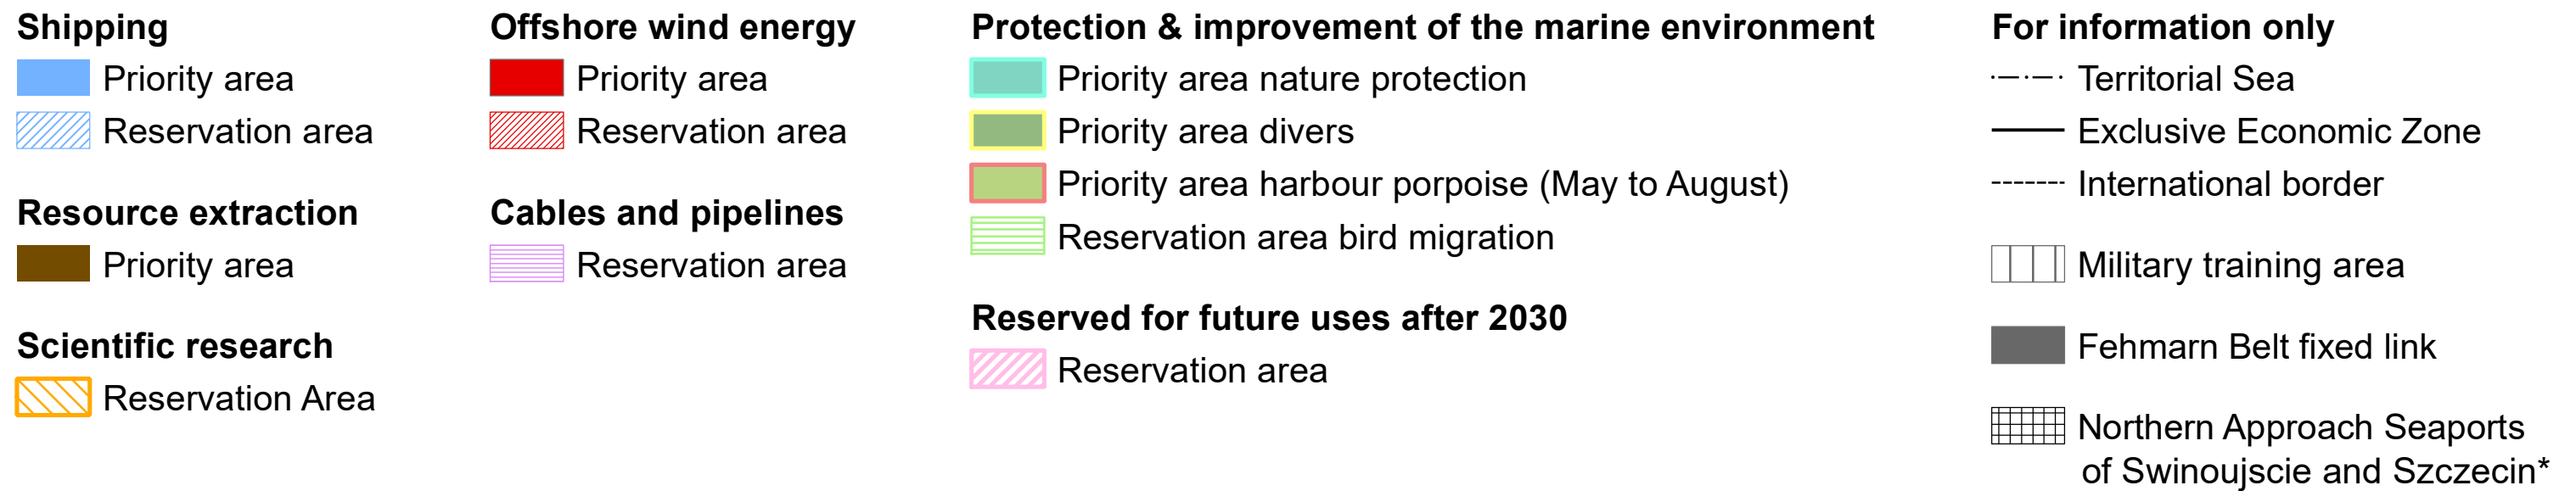 Shipping
Priority area
Reservation area
Resource extraction
Priority area
Scientific research
Reservation Area
Offshore wind energy
Priority area
Reservation area
Cables and pipelines
Reservation area
Protection & improvement of the marine environment
Priority area nature protection
Priority area divers
Priority area harbour porpoise (May to August)
Reservation area bird migration
Reserved for future uses after 2030
Reservation area
For information only
Territorial Sea
Exclusive Economic Zone
International border
Military training area
Fehmarn Belt fixed link
Northern Approach Seaports
of Swinoujscie and Szczecin*